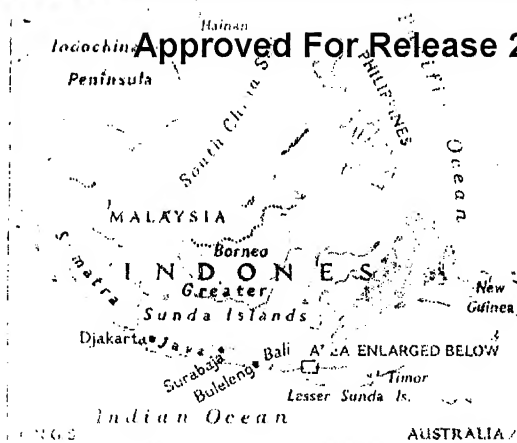 Hainan
Indochina
Approved For Release 2
Peninsula
PHILIPPINES
South China S
Ocean
MALAYSIA
Sumatra
Borneo
INDONESIA
Greater
Sunda Islands
New
Guinea
Djakarta
Java
Surabaja
Buleleng
Bali
AREA ENLARGED BELOW
Timor
Lesser Sunda Is.
Indian Ocean
AUSTRALIA